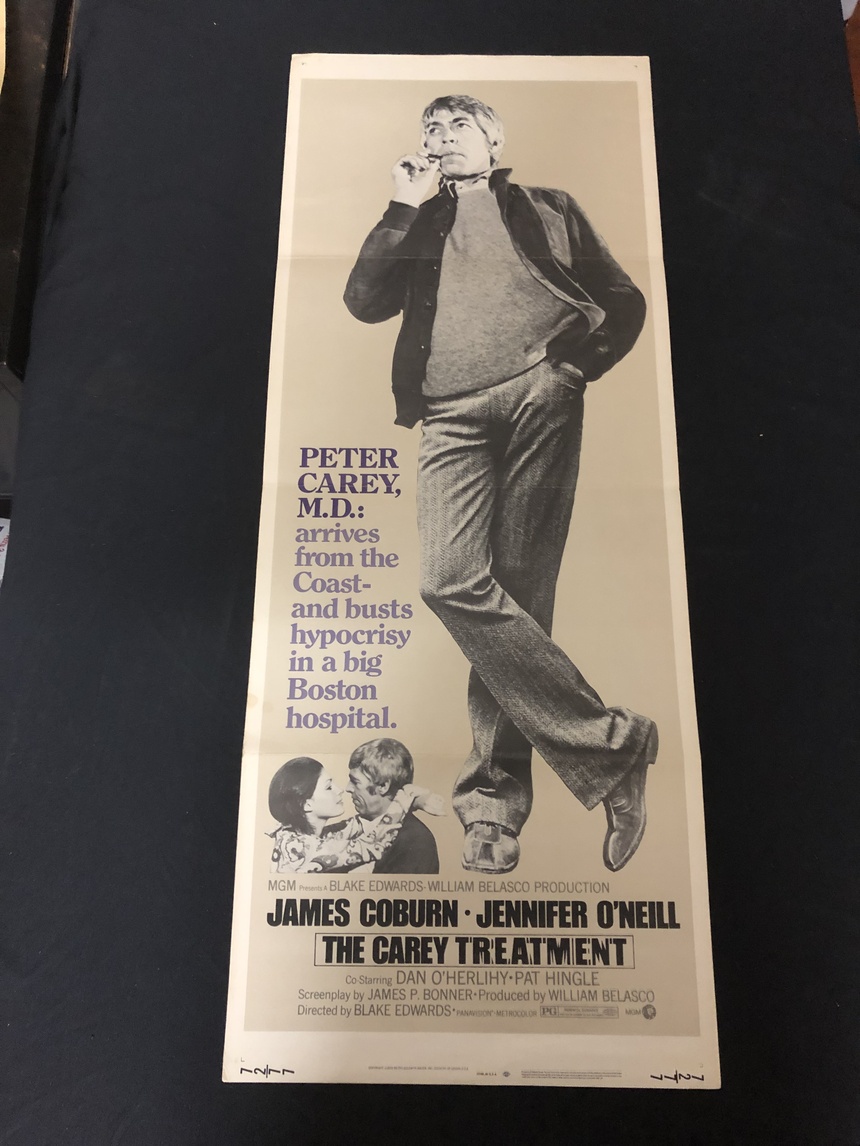 PETER
CAREY,
M.D.:
arrives
from the
Coast-
and busts
hypocrisy
in a big
Boston
hospital.
MGM Presents A BLAKE EDWARDS-WILLIAM BELASCO PRODUCTION
JAMES COBURN • JENNIFER O'NEILL
THE CAREY TREATMENT
Co-Starring DAN O'HERLIHY • PAT HINGLE
Screenplay by JAMES P. BONNER • Produced by WILLIAM BELASCO
Directed by BLAKE EDWARDS • PANAVISION® METROCOLOR PG MGM